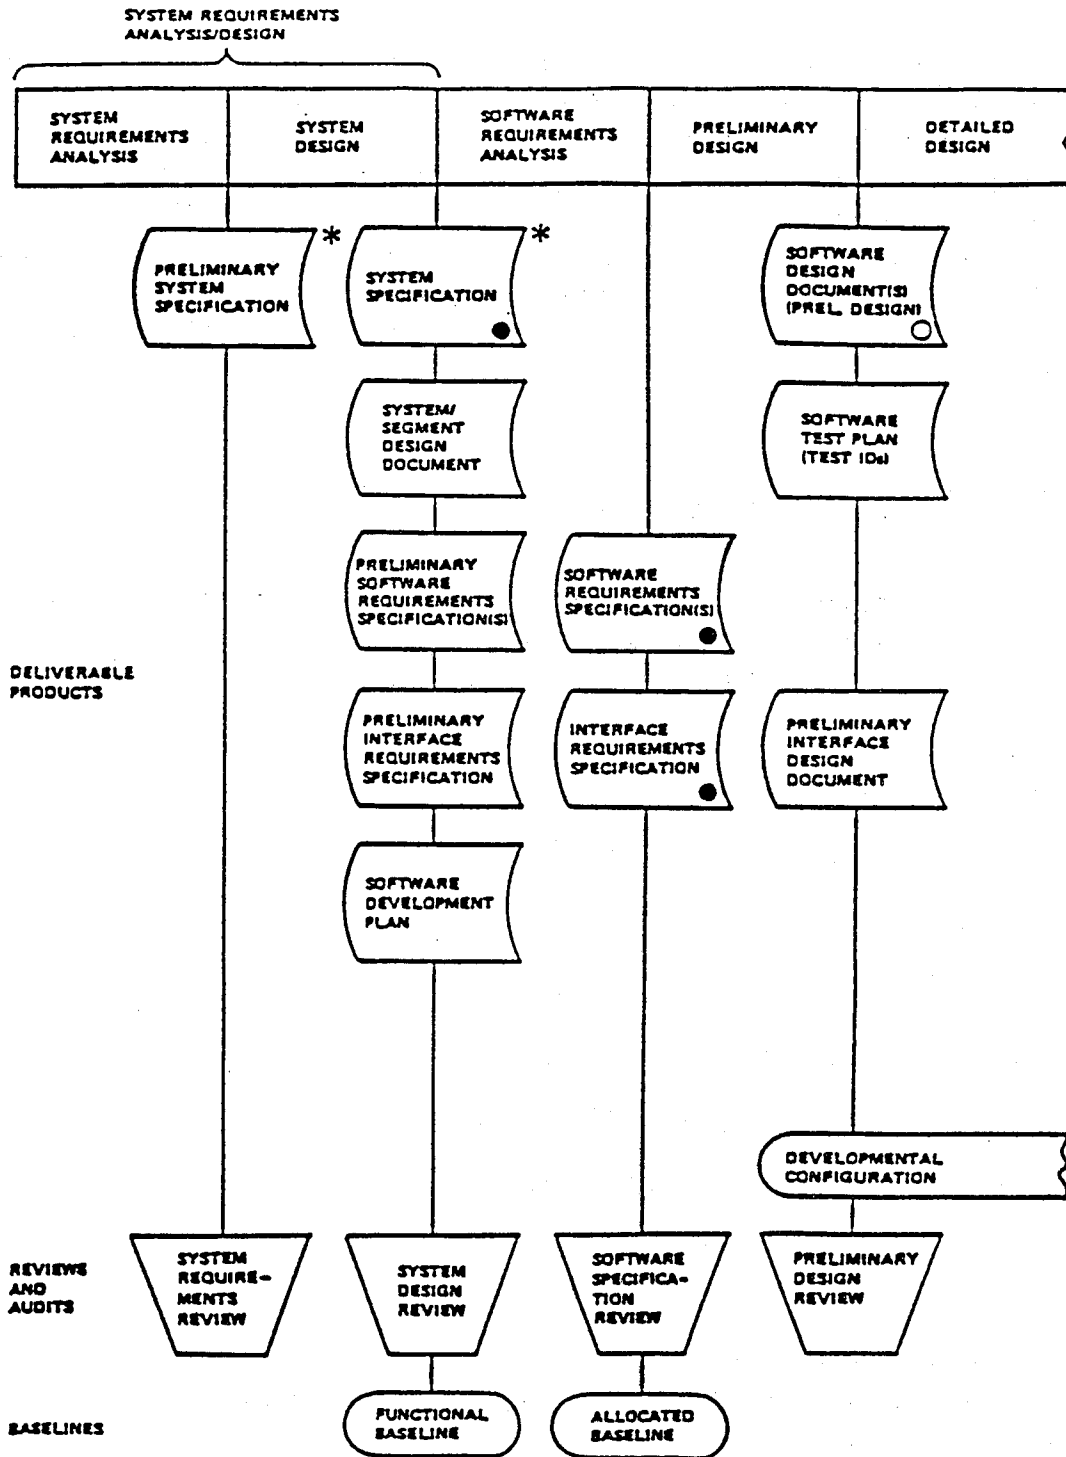 SYSTEM REQUIREMENTS
ANALYSIS/DESIGN
SYSTEM
REQUIREMENTS
ANALYSIS
SYSTEM
DESIGN
SOFTWARE
REQUIREMENTS
ANALYSIS
PRELIMINARY
DESIGN
DETAILED
DESIGN
PRELIMINARY
SYSTEM
SPECIFICATION
*
SYSTEM
SPECIFICATION
*
SOFTWARE
DESIGN
DOCUMENT(S)
(PREL. DESIGN)
SYSTEM/
SEGMENT
DESIGN
DOCUMENT
SOFTWARE
TEST PLAN
(TEST IDs)
PRELIMINARY
SOFTWARE
REQUIREMENTS
SPECIFICATION(S)
SOFTWARE
REQUIREMENTS
SPECIFICATION(S)
DELIVERABLE
PRODUCTS
PRELIMINARY
INTERFACE
REQUIREMENTS
SPECIFICATION
INTERFACE
REQUIREMENTS
SPECIFICATION
PRELIMINARY
INTERFACE
DESIGN
DOCUMENT
SOFTWARE
DEVELOPMENT
PLAN
DEVELOPMENTAL
CONFIGURATION
REVIEWS
AND
AUDITS
SYSTEM
REQUIRE-
MENTS
REVIEW
SYSTEM
DESIGN
REVIEW
SOFTWARE
SPECIFICA-
TION
REVIEW
PRELIMINARY
DESIGN
REVIEW
BASELINES
FUNCTIONAL
BASELINE
ALLOCATED
BASELINE